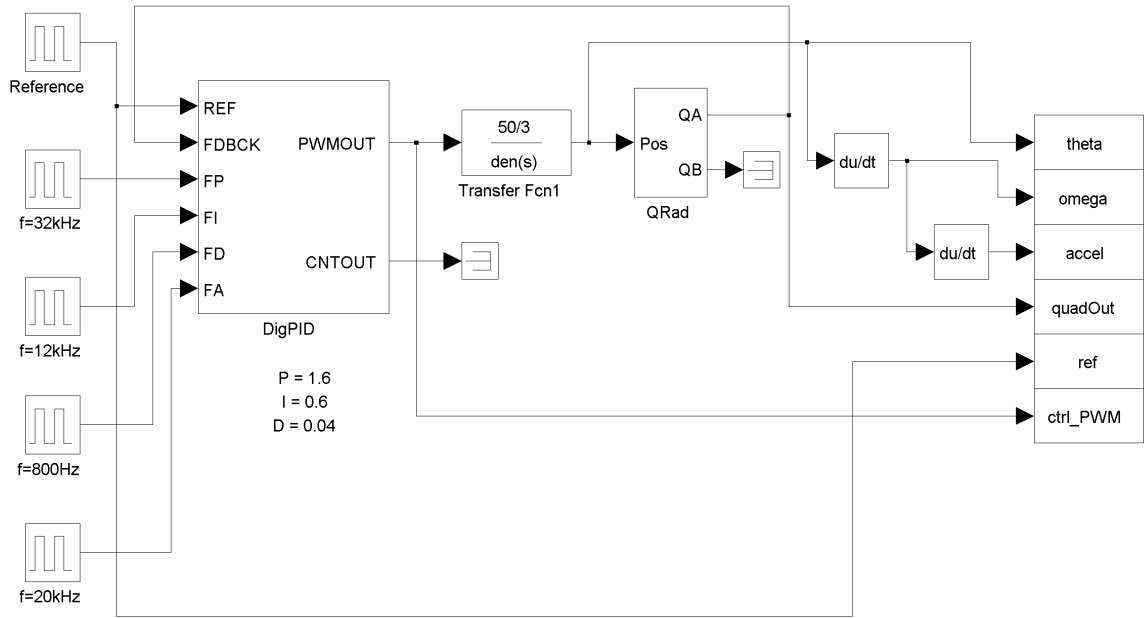 Reference
f=32kHz
f=12kHz
f=800Hz
f=20kHz
REF
FDBCK
FP
FI
FD
FA
PWMOUT
CNTOUT
DigPID
P = 1.6
I = 0.6
D = 0.04
50/3
den(s)
Transfer Fcn1
Pos
QA
QB
QRad
du/dt
du/dt
theta
omega
accel
quadOut
ref
ctrl_PWM